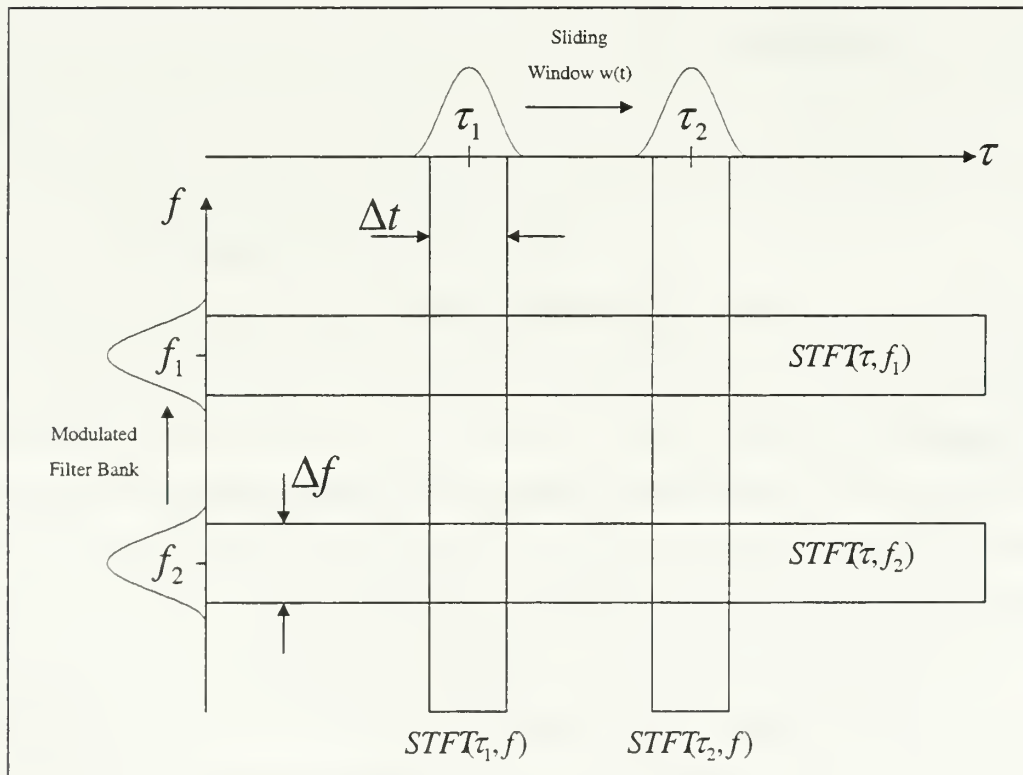 Sliding
Window w(t)
τ₁
τ₂
τ
f
Δt
f₁
STFT(τ, f₁)
Modulated
Filter Bank
Δf
f₂
STFT(τ, f₂)
STFT(τ₁, f)
STFT(τ₂, f)